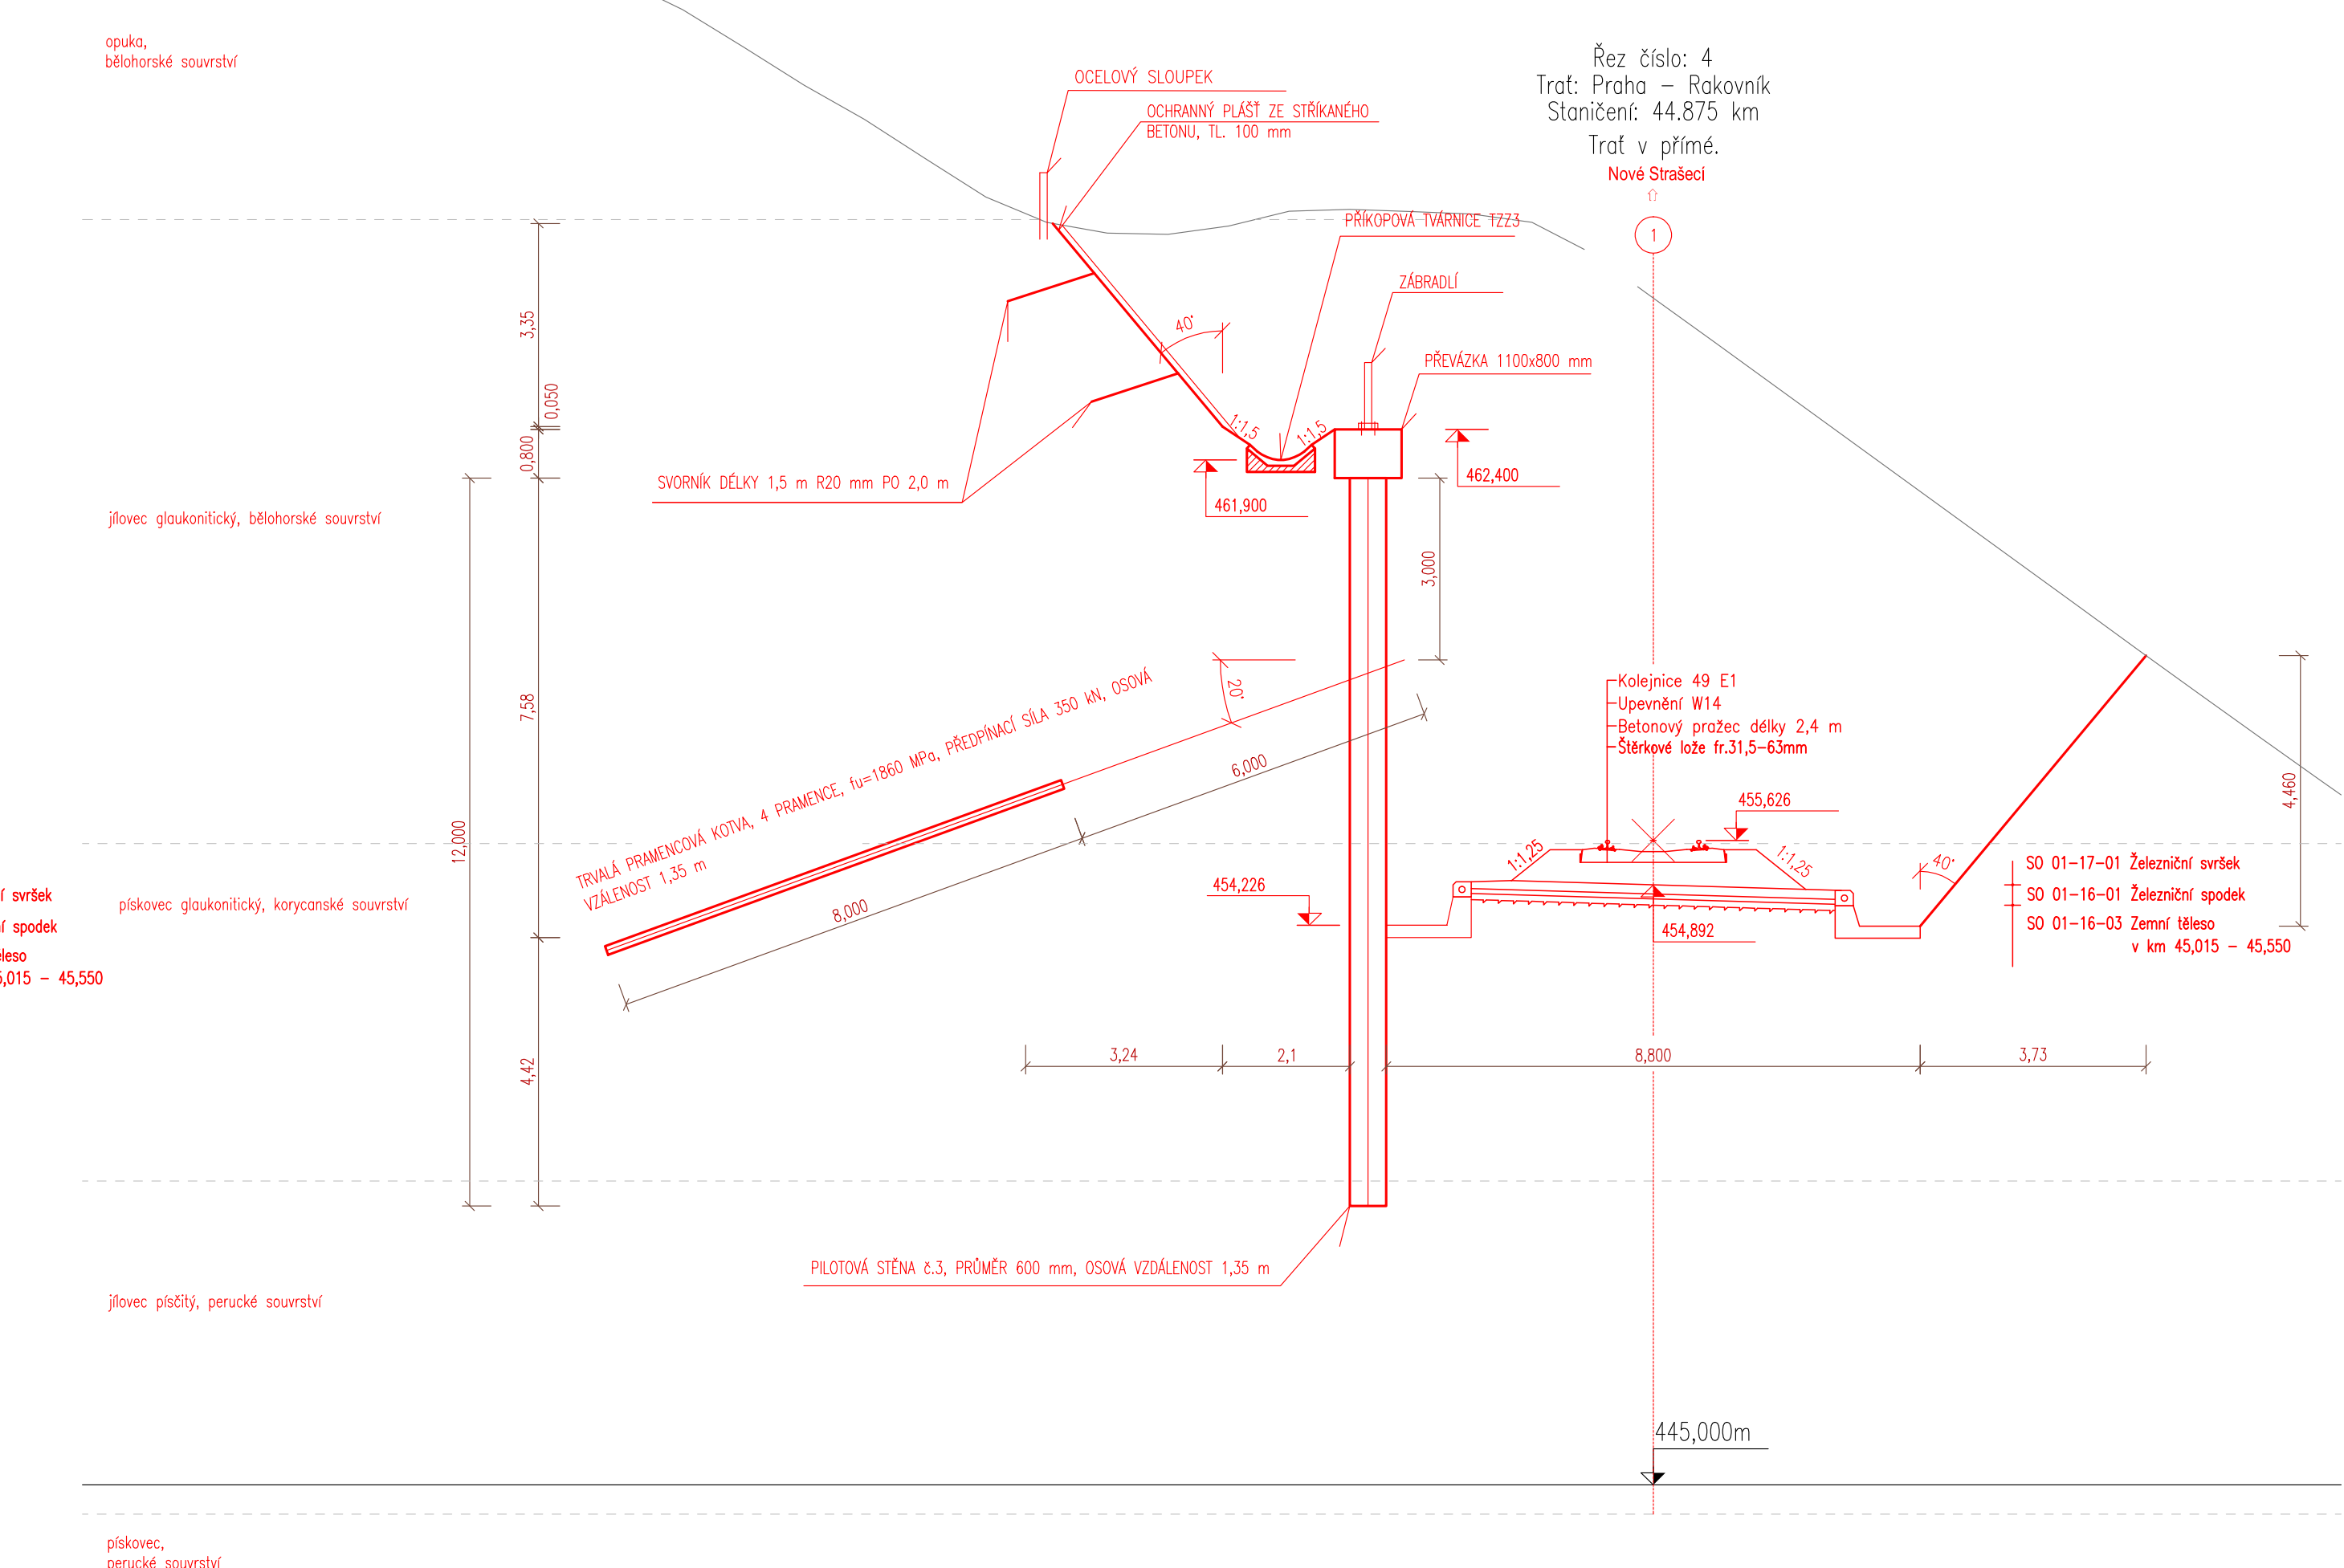 opuka,
bělohorské souvrství
Řez číslo: 4
Trať: Praha – Rakovník
Staničení: 44.875 km
Trať v přímé.
Nové Strašecí
1
OCELOVÝ SLOUPEK
OCHRANNÝ PLÁŠŤ ZE STŘÍKANÉHO
BETONU, TL. 100 mm
PŘÍKOPOVÁ TVÁRNICE TZZ3
ZÁBRADLÍ
PŘEVÁZKA 1100x800 mm
3,35
0,050
0,800
40°
1:1,5
1:1,5
462,400
461,900
SVORNÍK DÉLKY 1,5 m R20 mm PO 2,0 m
jílovec glaukonitický, bělohorské souvrství
3,000
20°
7,58
12,000
TRVALÁ PRAMENCOVÁ KOTVA, 4 PRAMENCE, fu=1860 MPa, PŘEDPÍNACÍ SÍLA 350 kN, OSOVÁ
VZÁLENOST 1,35 m
6,000
8,000
Kolejnice 49 E1
Upevnění W14
Betonový pražec délky 2,4 m
Štěrkové lože fr.31,5–63mm
455,626
4,460
1:1,25
1:1,25
40°
454,226
454,892
SO 01–17–01 Železniční svršek
SO 01–16–01 Železniční spodek
SO 01–16–03 Zemní těleso
v km 45,015 – 45,550
í svršek
í spodek
ěleso
5,015 – 45,550
pískovec glaukonitický, korycanské souvrství
4,42
3,24
2,1
8,800
3,73
PILOTOVÁ STĚNA č.3, PRŮMĚR 600 mm, OSOVÁ VZDÁLENOST 1,35 m
jílovec písčitý, perucké souvrství
445,000m
pískovec,
perucké souvrství